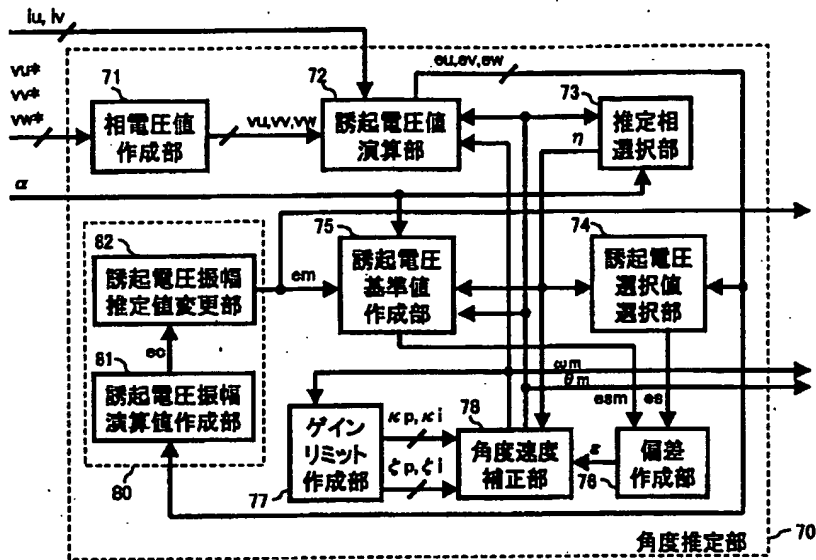 iu, iv
vu*
vv*
vw*
71
相電圧値
作成部
vu,vv,vw
72
誘起電圧値
演算部
eu,ev,ew
73
推定相
選択部
η
α
82
誘起電圧振幅
推定値変更部
em
75
誘起電圧
基準値
作成部
74
誘起電圧
選択値
選択部
ec
81
誘起電圧振幅
演算値作成部
80
ωm
θm
esm
es
ゲイン
リミット
作成部
77
κp, κi
ζp, ζi
78
角度速度
補正部
ε
偏差
作成部
76
角度推定部
70